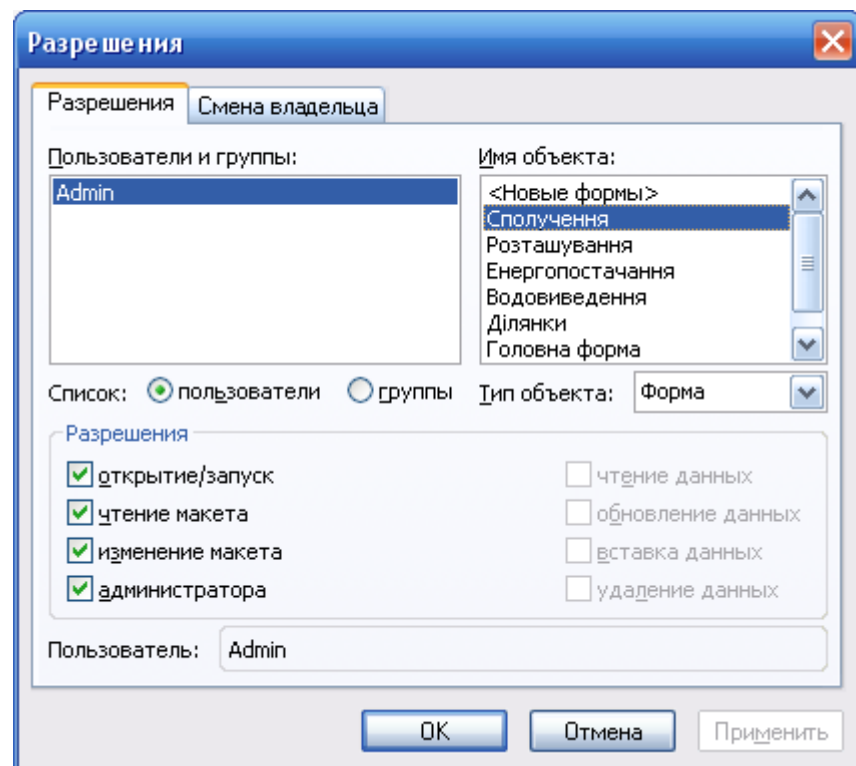 Разрешения
Разрешения Смена владельца
Пользователи и группы:
Admin
Имя объекта:
<Новые формы>
Сполучення
Розташування
Енергопостачання
Водовиведення
Ділянки
Головна форма
Список: пользователи группы
Тип объекта: Форма
Разрешения
открытие/запуск
чтение макета
изменение макета
администратора
чтение данных
обновление данных
вставка данных
удаление данных
Пользователь: Admin
OK Отмена Применить